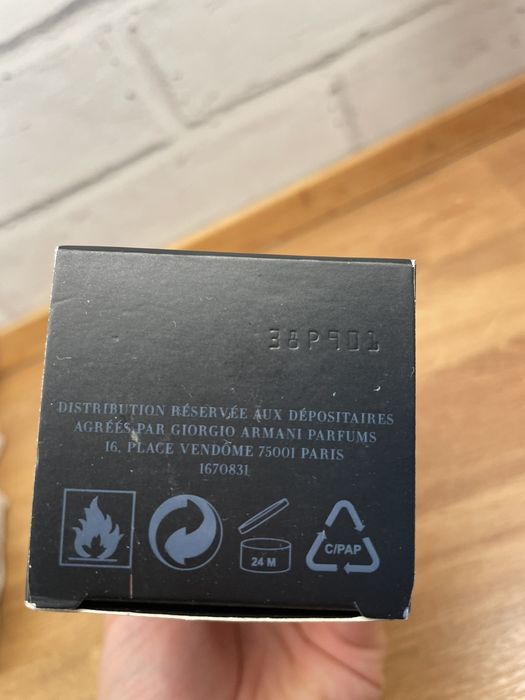 38P901
DISTRIBUTION RÉSERVÉE AUX DÉPOSITAIRES
AGRÉÉS PAR GIORGIO ARMANI PARFUMS
16, PLACE VENDÔME 75001 PARIS
1670831
24 M
C/PAP